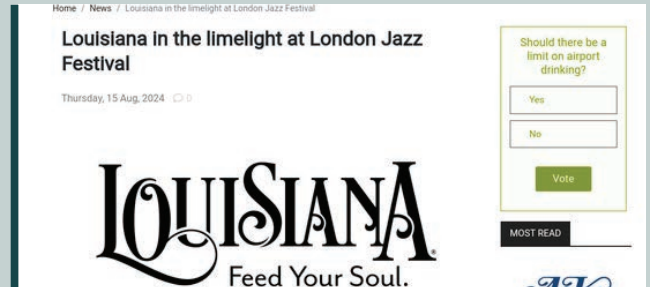 Home / News / Louisiana in the limelight at London Jazz Festival
Louisiana in the limelight at London Jazz
Festival
Thursday, 15 Aug, 2024 0
LOUISIANA
Feed Your Soul.
Should there be a
limit on airport
drinking?
Yes
No
Vote
MOST READ